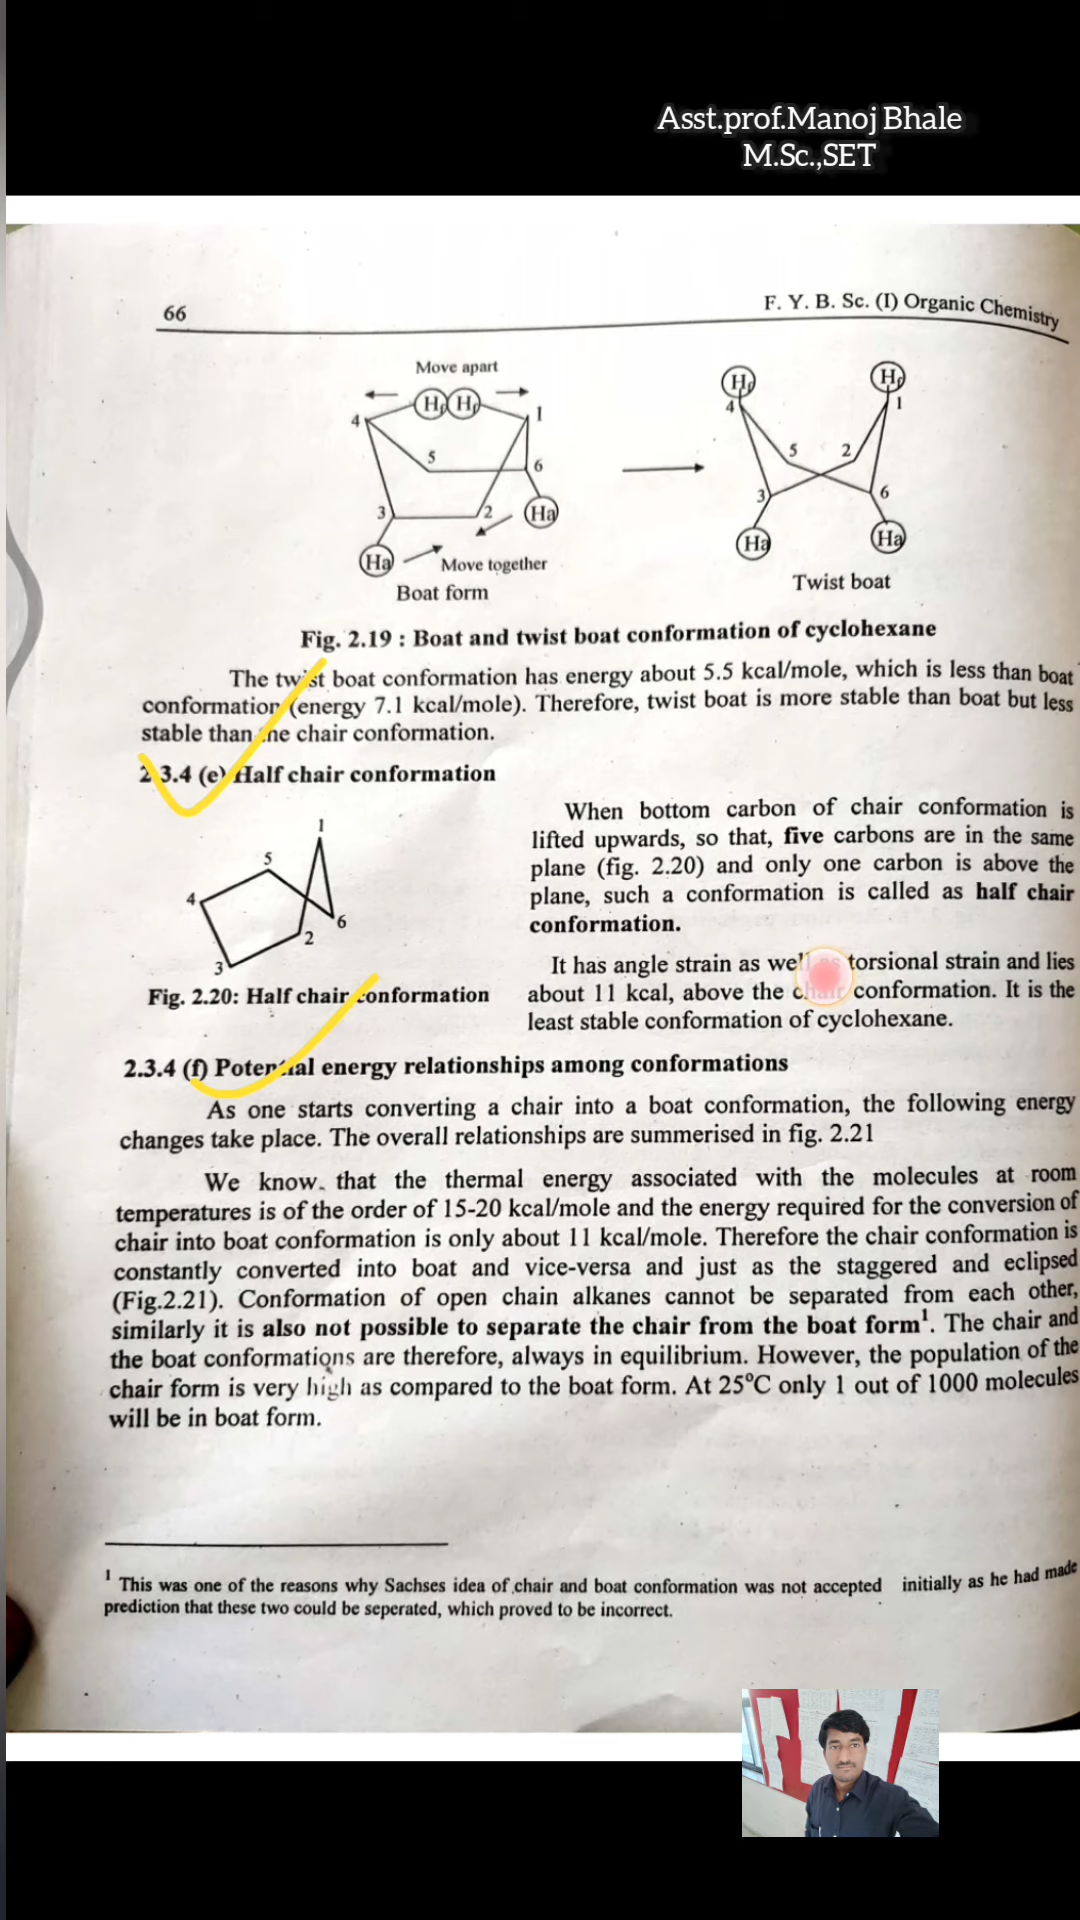 Asst.prof.Manoj Bhale
M.Sc.,SET
66
F. Y. B. Sc. (I) Organic Chemistry
Move apart
Hf Hf
4
1
5
6
3
2
Ha
Ha
Move together
Boat form
Hf
Hf
4
1
5
2
3
6
Ha
Ha
Twist boat
Fig. 2.19 : Boat and twist boat conformation of cyclohexane
The twist boat conformation has energy about 5.5 kcal/mole, which is less than boat
conformation (energy 7.1 kcal/mole). Therefore, twist boat is more stable than boat but less
stable than the chair conformation.
2.3.4 (e) Half chair conformation
1
5
4
6
2
3
Fig. 2.20: Half chair conformation
When bottom carbon of chair conformation is
lifted upwards, so that, five carbons are in the same
plane (fig. 2.20) and only one carbon is above the
plane, such a conformation is called as half chair
conformation.
It has angle strain as well as torsional strain and lies
about 11 kcal, above the chair conformation. It is the
least stable conformation of cyclohexane.
2.3.4 (f) Potential energy relationships among conformations
As one starts converting a chair into a boat conformation, the following energy
changes take place. The overall relationships are summerised in fig. 2.21
We know that the thermal energy associated with the molecules at room
temperatures is of the order of 15-20 kcal/mole and the energy required for the conversion of
chair into boat conformation is only about 11 kcal/mole. Therefore the chair conformation is
constantly converted into boat and vice-versa and just as the staggered and eclipsed
(Fig.2.21). Conformation of open chain alkanes cannot be separated from each other,
similarly it is also not possible to separate the chair from the boat form¹. The chair and
the boat conformations are therefore, always in equilibrium. However, the population of the
chair form is very high as compared to the boat form. At 25°C only 1 out of 1000 molecules
will be in boat form.
¹ This was one of the reasons why Sachses idea of chair and boat conformation was not accepted initially as he had made
prediction that these two could be seperated, which proved to be incorrect.